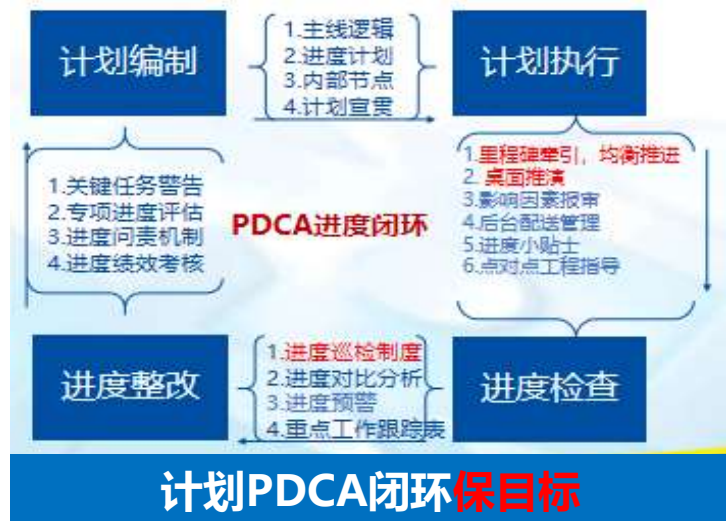 计划编制
1.主线逻辑
2.进度计划
3.内部节点
4.计划宣贯
计划执行
1.里程碑牵引，均衡推进
2. 桌面推演
3.影响因素报审
4.后台配送管理
5.进度小贴士
6.点对点工程指导
PDCA进度闭环
1.关键任务警告
2.专项进度评估
3.进度问责机制
4.进度绩效考核
进度整改
1.进度巡检制度
2.进度对比分析
3.进度预警
4.重点工作跟踪表
进度检查
计划PDCA闭环保目标